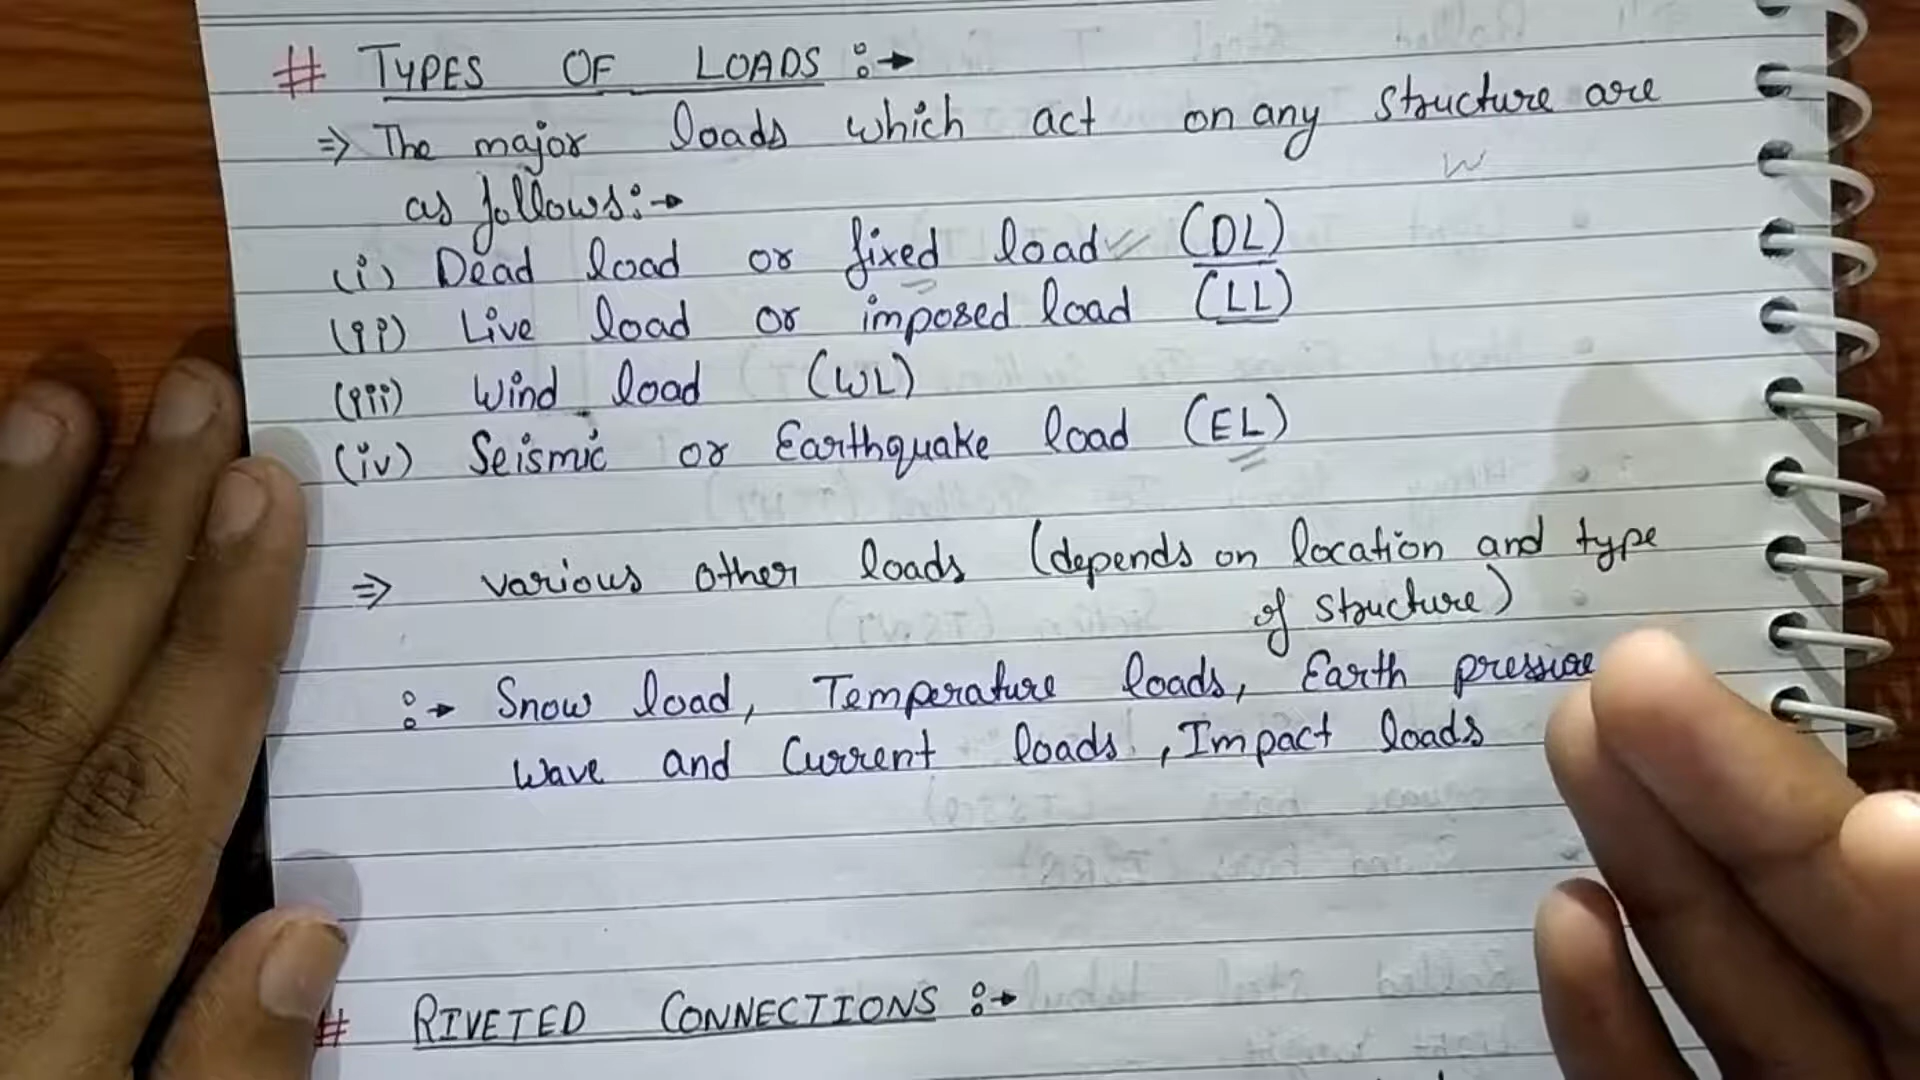 # TYPES OF LOADS :→
⇒ The major loads which act on any structure are
as follows:→
(i) Dead load or fixed load (DL)
(ii) Live load or imposed load (LL)
(iii) Wind load (WL)
(iv) Seismic or Earthquake load (EL)
⇒ various other loads (depends on location and type
of structure)
:→ Snow load, Temperature loads, Earth pressure
Wave and Current loads, Impact loads
# RIVETED CONNECTIONS :→